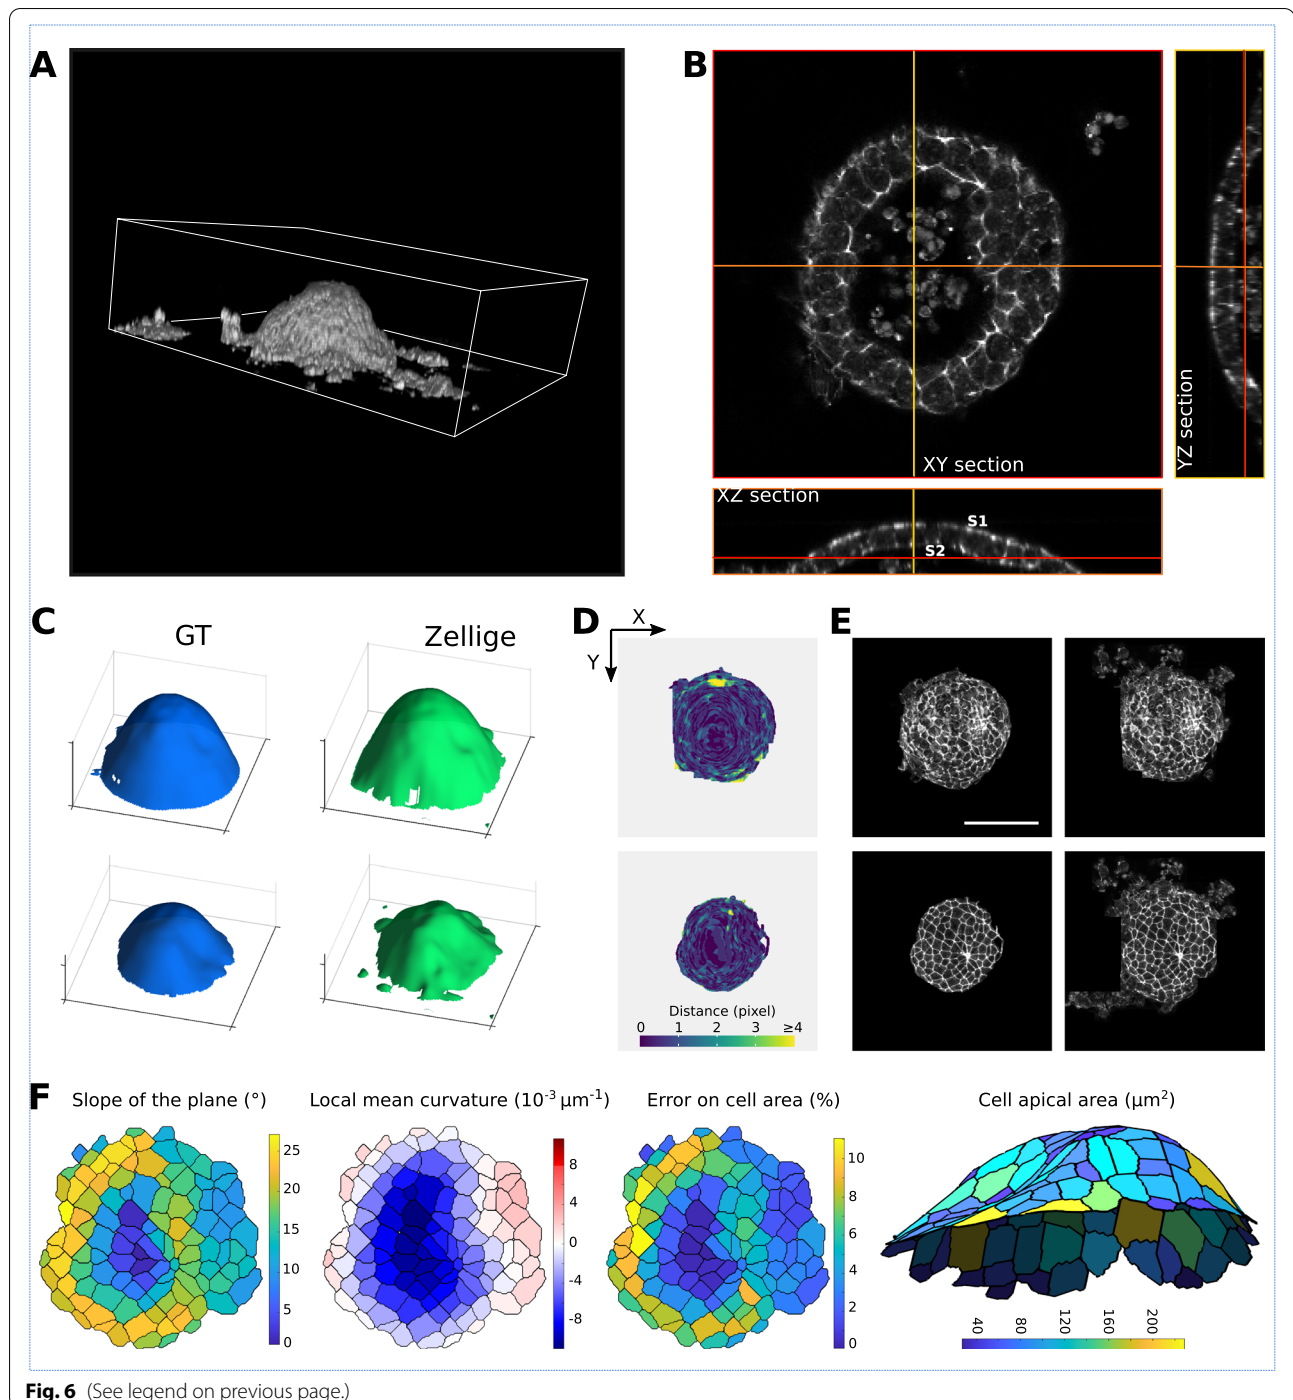 A
B
XY section
YZ section
XZ section
S1
S2
C
GT
Zellige
D
X
Y
E
Distance (pixel)
0 1 2 3 ≥4
F
Slope of the plane (°)
Local mean curvature (10⁻³ µm⁻¹)
Error on cell area (%)
Cell apical area (µm²)
25
20
15
10
5
0
8
4
0
-4
-8
10
8
6
4
2
0
40 80 120 160 200
Fig. 6 (See legend on previous page.)